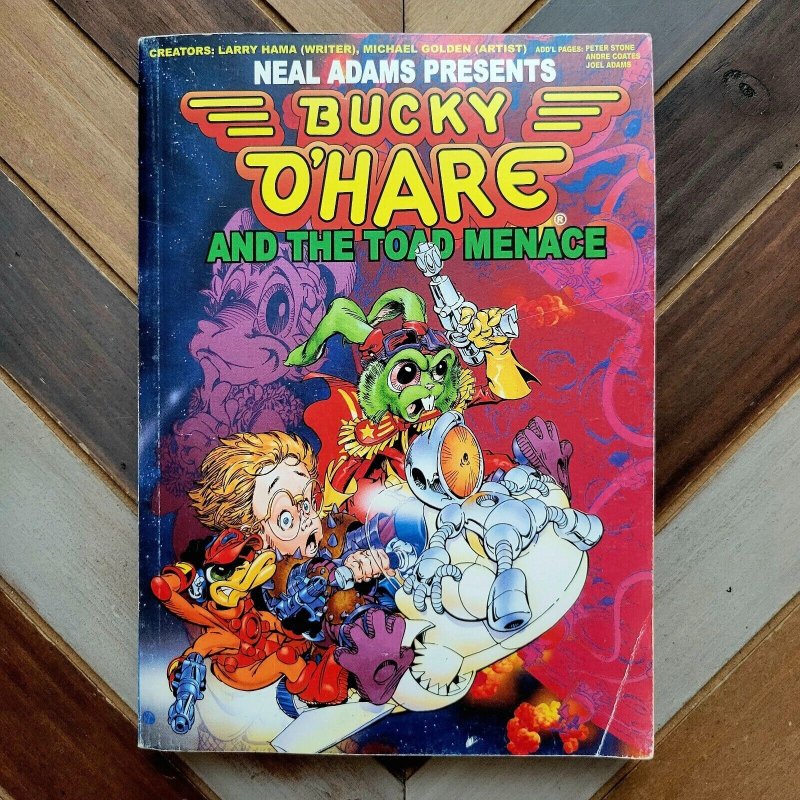 CREATORS: LARRY HAMA (WRITER), MICHAEL GOLDEN (ARTIST) ADD'L PAGES: PETER STONE
ANDRE COATES
JOEL ADAMS
NEAL ADAMS PRESENTS
BUCKY
O'HARE
®
AND THE TOAD MENACE